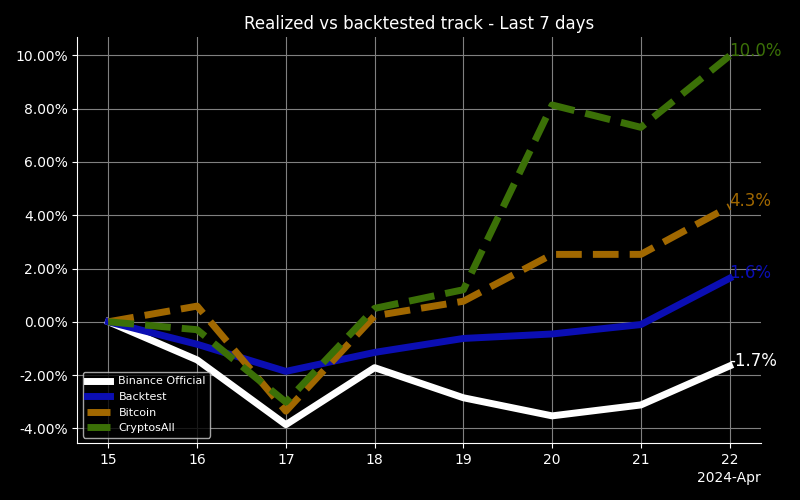 Realized vs backtested track - Last 7 days
10.00%
8.00%
6.00%
4.00%
2.00%
0.00%
-2.00%
-4.00%
10.0%
4.3%
1.6%
-1.7%
Binance Official
Backtest
Bitcoin
CryptosAll
15 16 17 18 19 20 21 22
2024-Apr